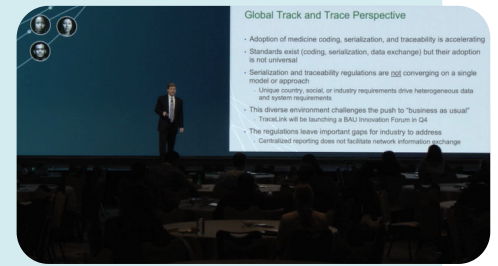 Global Track and Trace Perspective
• Adoption of medicine coding, serialization, and traceability is accelerating
• Standards exist (coding, serialization, data exchange) but their adoption
is not universal
• Serialization and traceability regulations are not converging on a single
model or approach
- Unique country, social, or industry requirements drive heterogeneous data
and system requirements
• This diverse environment challenges the push to "business as usual"
- TraceLink will be launching a BAU Innovation Forum in Q4
• The regulations leave important gaps for industry to address
- Centralized reporting does not facilitate network information exchange